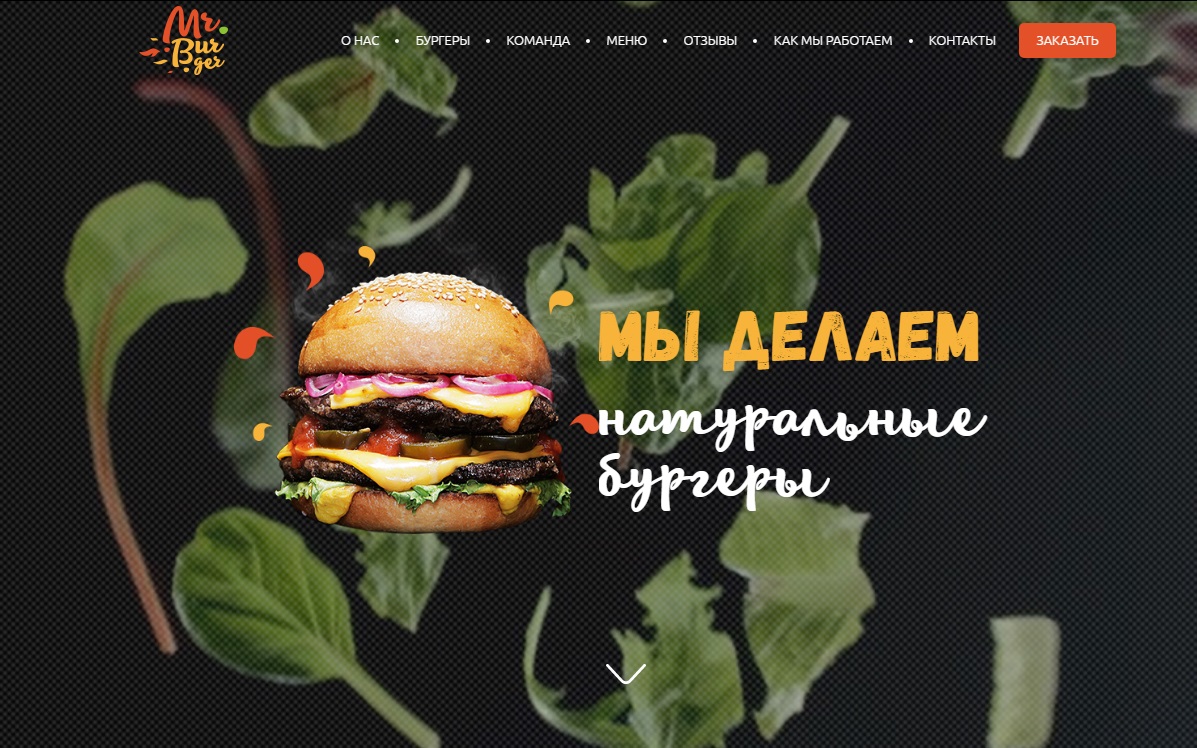 Mr
Bur
ger
О НАС • БУРГЕРЫ • КОМАНДА • МЕНЮ • ОТЗЫВЫ • КАК МЫ РАБОТАЕМ • КОНТАКТЫ ЗАКАЗАТЬ
МЫ ДЕЛАЕМ
натуральные
бургеры